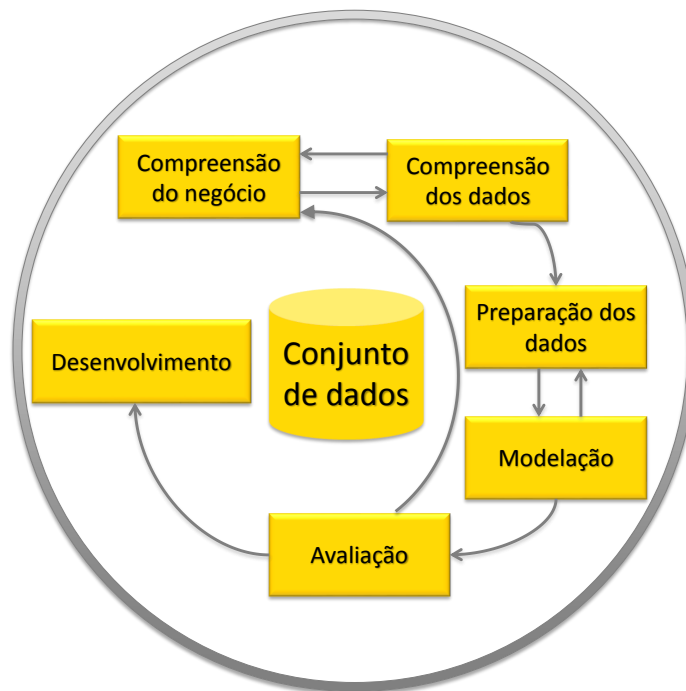 Compreensão
do negócio
Compreensão
dos dados
Preparação dos
dados
Desenvolvimento
Conjunto
de dados
Modelação
Avaliação